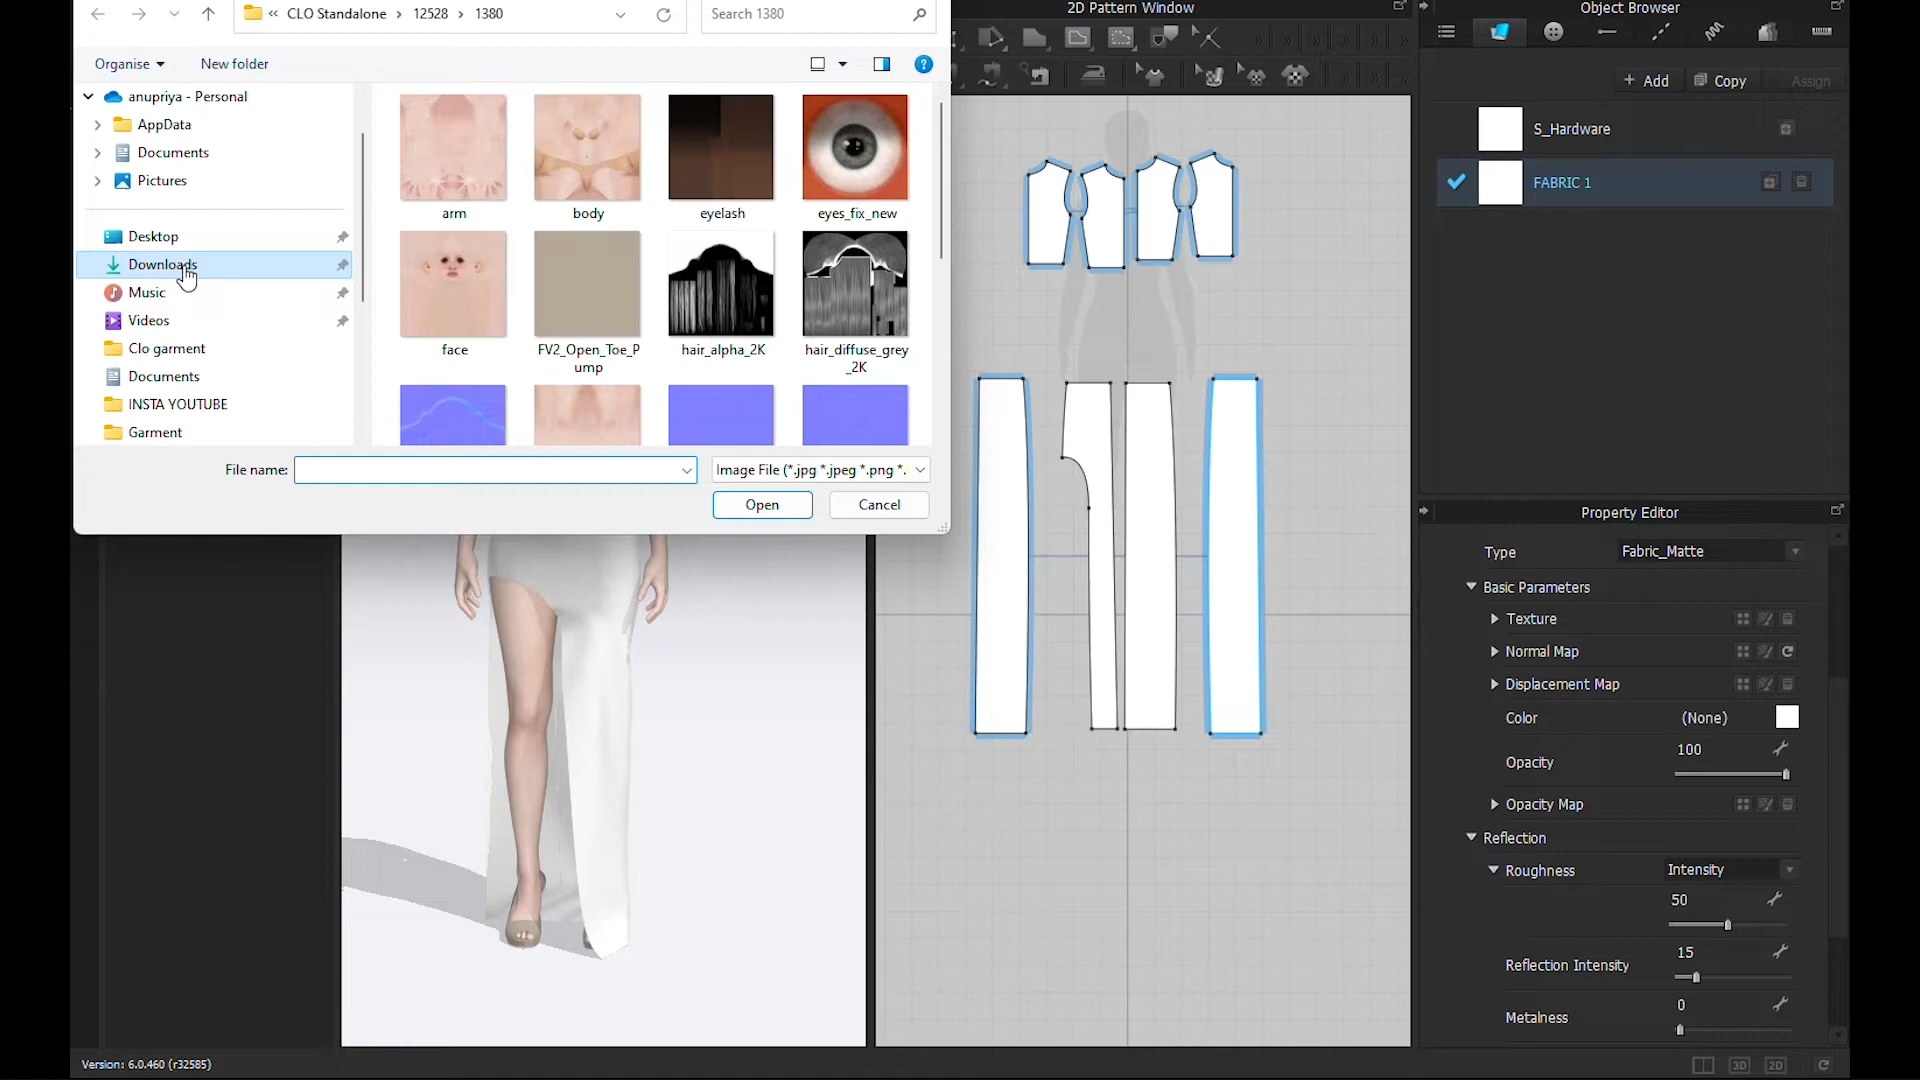 CLO Standalone
12528
1380
Search 1380
2D Pattern Window
Object Browser
Organise
New folder
+ Add
Copy
Assign
anupriya - Personal
AppData
Documents
Pictures
Desktop
Downloads
Music
Videos
Clo garment
Documents
INSTA YOUTUBE
Garment
arm
body
eyelash
eyes_fix_new
face
FV2_Open_Toe_P
ump
hair_alpha_2K
hair_diffuse_grey
_2K
File name:
Image File (*.jpg *.jpeg *.png *.
Open
Cancel
S_Hardware
FABRIC 1
Property Editor
Type
Fabric_Matte
Basic Parameters
Texture
Normal Map
Displacement Map
Color
(None)
Opacity
100
Opacity Map
Reflection
Roughness
Intensity
50
Reflection Intensity
15
Metalness
0
Version: 6.0.460 (r32585)
3D
2D